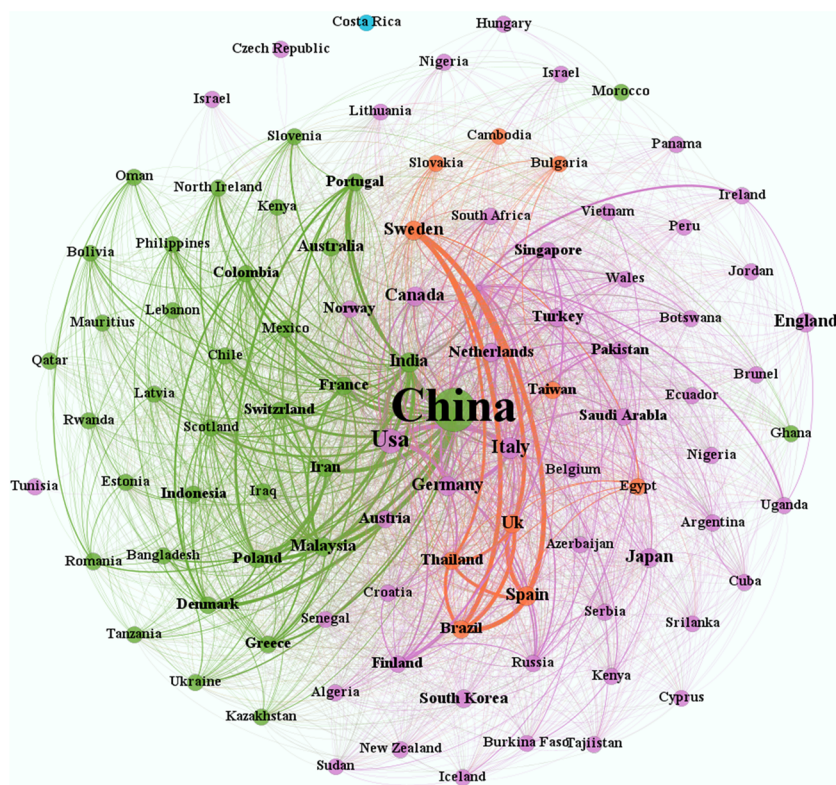 Costa Rica
Hungary
Czech Republic
Nigeria
Israel
Morocco
Israel
Lithuania
Slovenia
Cambodia
Panama
Slovakia
Bulgaria
Oman
North Ireland
Portugal
Ireland
Kenya
South Africa
Vietnam
Peru
Sweden
Bolivia
Philippines
Australia
Singapore
Colombia
Wales
Jordan
Canada
Lebanon
Norway
Mauritius
Mexico
Turkey
Botswana
England
Qatar
Chile
India
Netherlands
Pakistan
France
Brunel
Latvia
Taiwan
Ecuador
China
Switzrland
Saudi Arabla
Rwanda
Scotland
Usa
Italy
Ghana
Iran
Belgium
Nigeria
Tunisia
Estonia
Indonesia
Iraq
Germany
Egypt
Uganda
Austria
Uk
Argentina
Romania
Bangladesh
Poland
Malaysia
Thailand
Azerbaijan
Japan
Cuba
Denmark
Croatia
Spain
Senegal
Serbia
Srilanka
Tanzania
Greece
Brazil
Finland
Russia
Ukraine
Kenya
Algeria
South Korea
Cyprus
Kazakhstan
New Zealand
Burkina Faso
Tajiistan
Sudan
Iceland